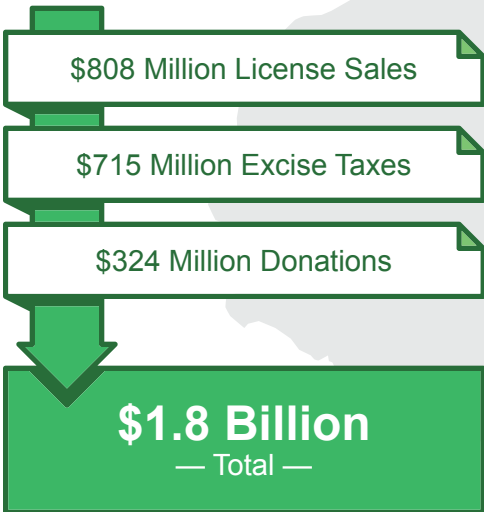 $808 Million License Sales
$715 Million Excise Taxes
$324 Million Donations
$1.8 Billion
— Total —